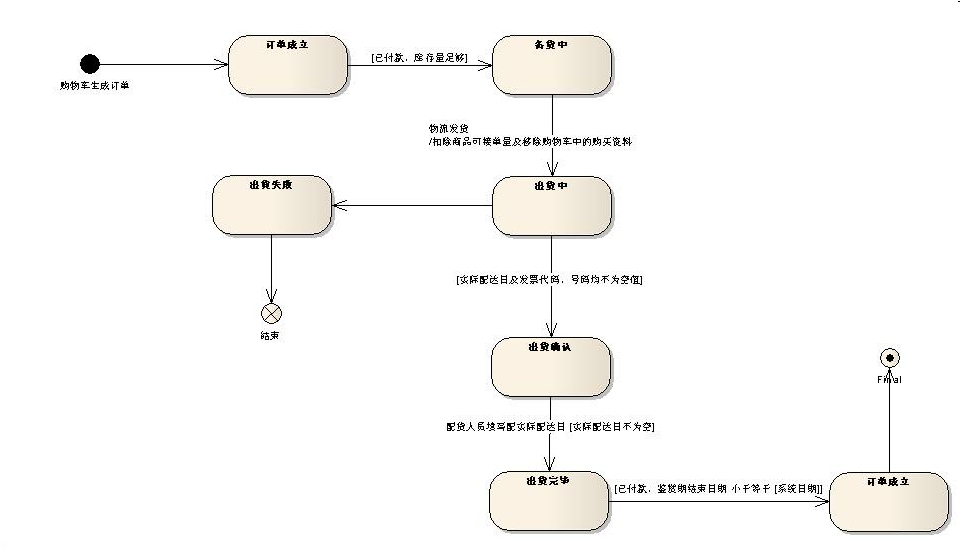 订单成立
备货中
[已付款，库存量足够]
购物车生成订单
物流发货
/扣除商品可接单量及移除购物车中的购买资料
出货失败
出货中
[实际配达日及发票代码，号码均不为空值]
结束
出货确认
Final
配货人员填写配实际配达日 [实际配达日不为空]
出货完毕
[已付款，鉴赏期结束日期 小于等于 [系统日期]]
订单成立